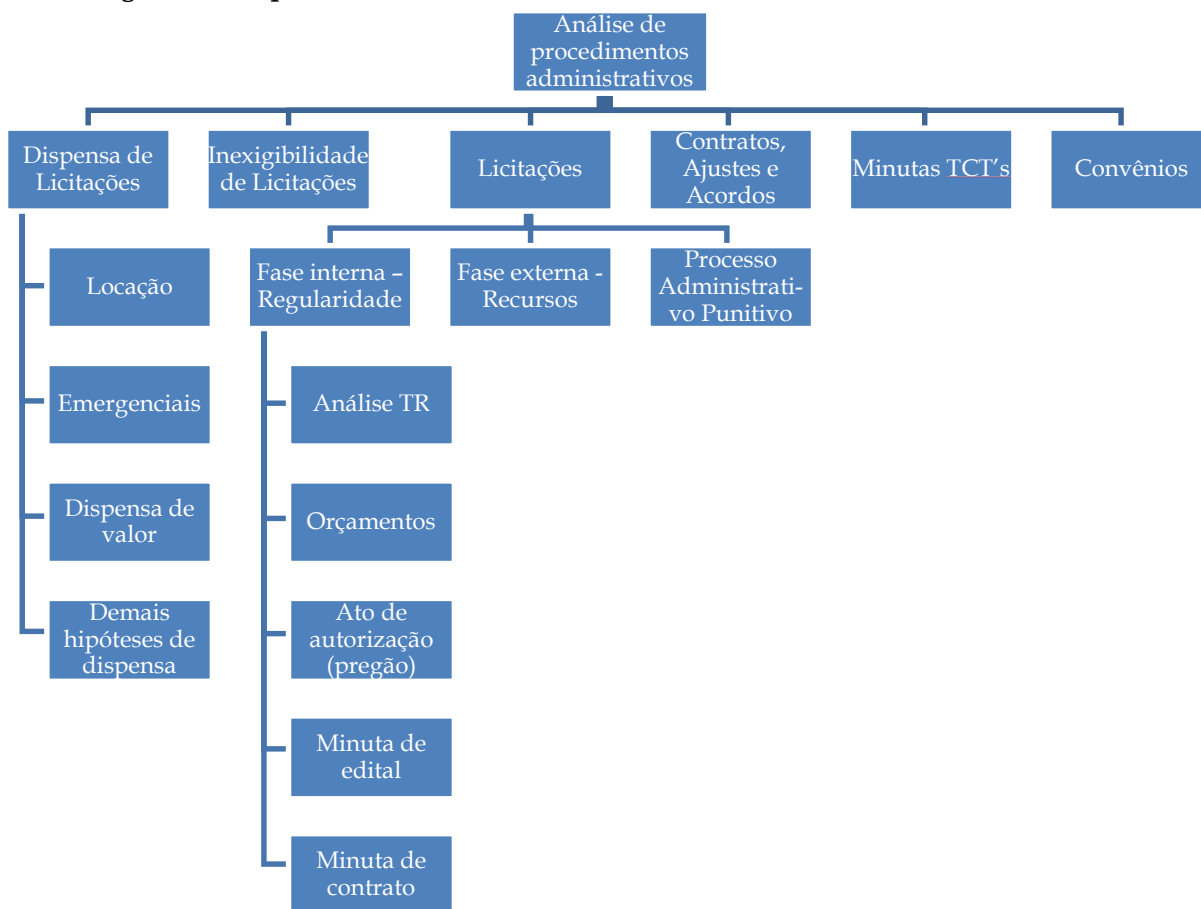 Análise de
procedimentos
administrativos
Dispensa de
Licitações
Inexigibilidade
de Licitações
Licitações
Contratos,
Ajustes e
Acordos
Minutas TCT's
Convênios
Locação
Emergenciais
Dispensa de
valor
Demais
hipóteses de
dispensa
Fase interna –
Regularidade
Fase externa -
Recursos
Processo
Administrati-
vo Punitivo
Análise TR
Orçamentos
Ato de
autorização
(pregão)
Minuta de
edital
Minuta de
contrato